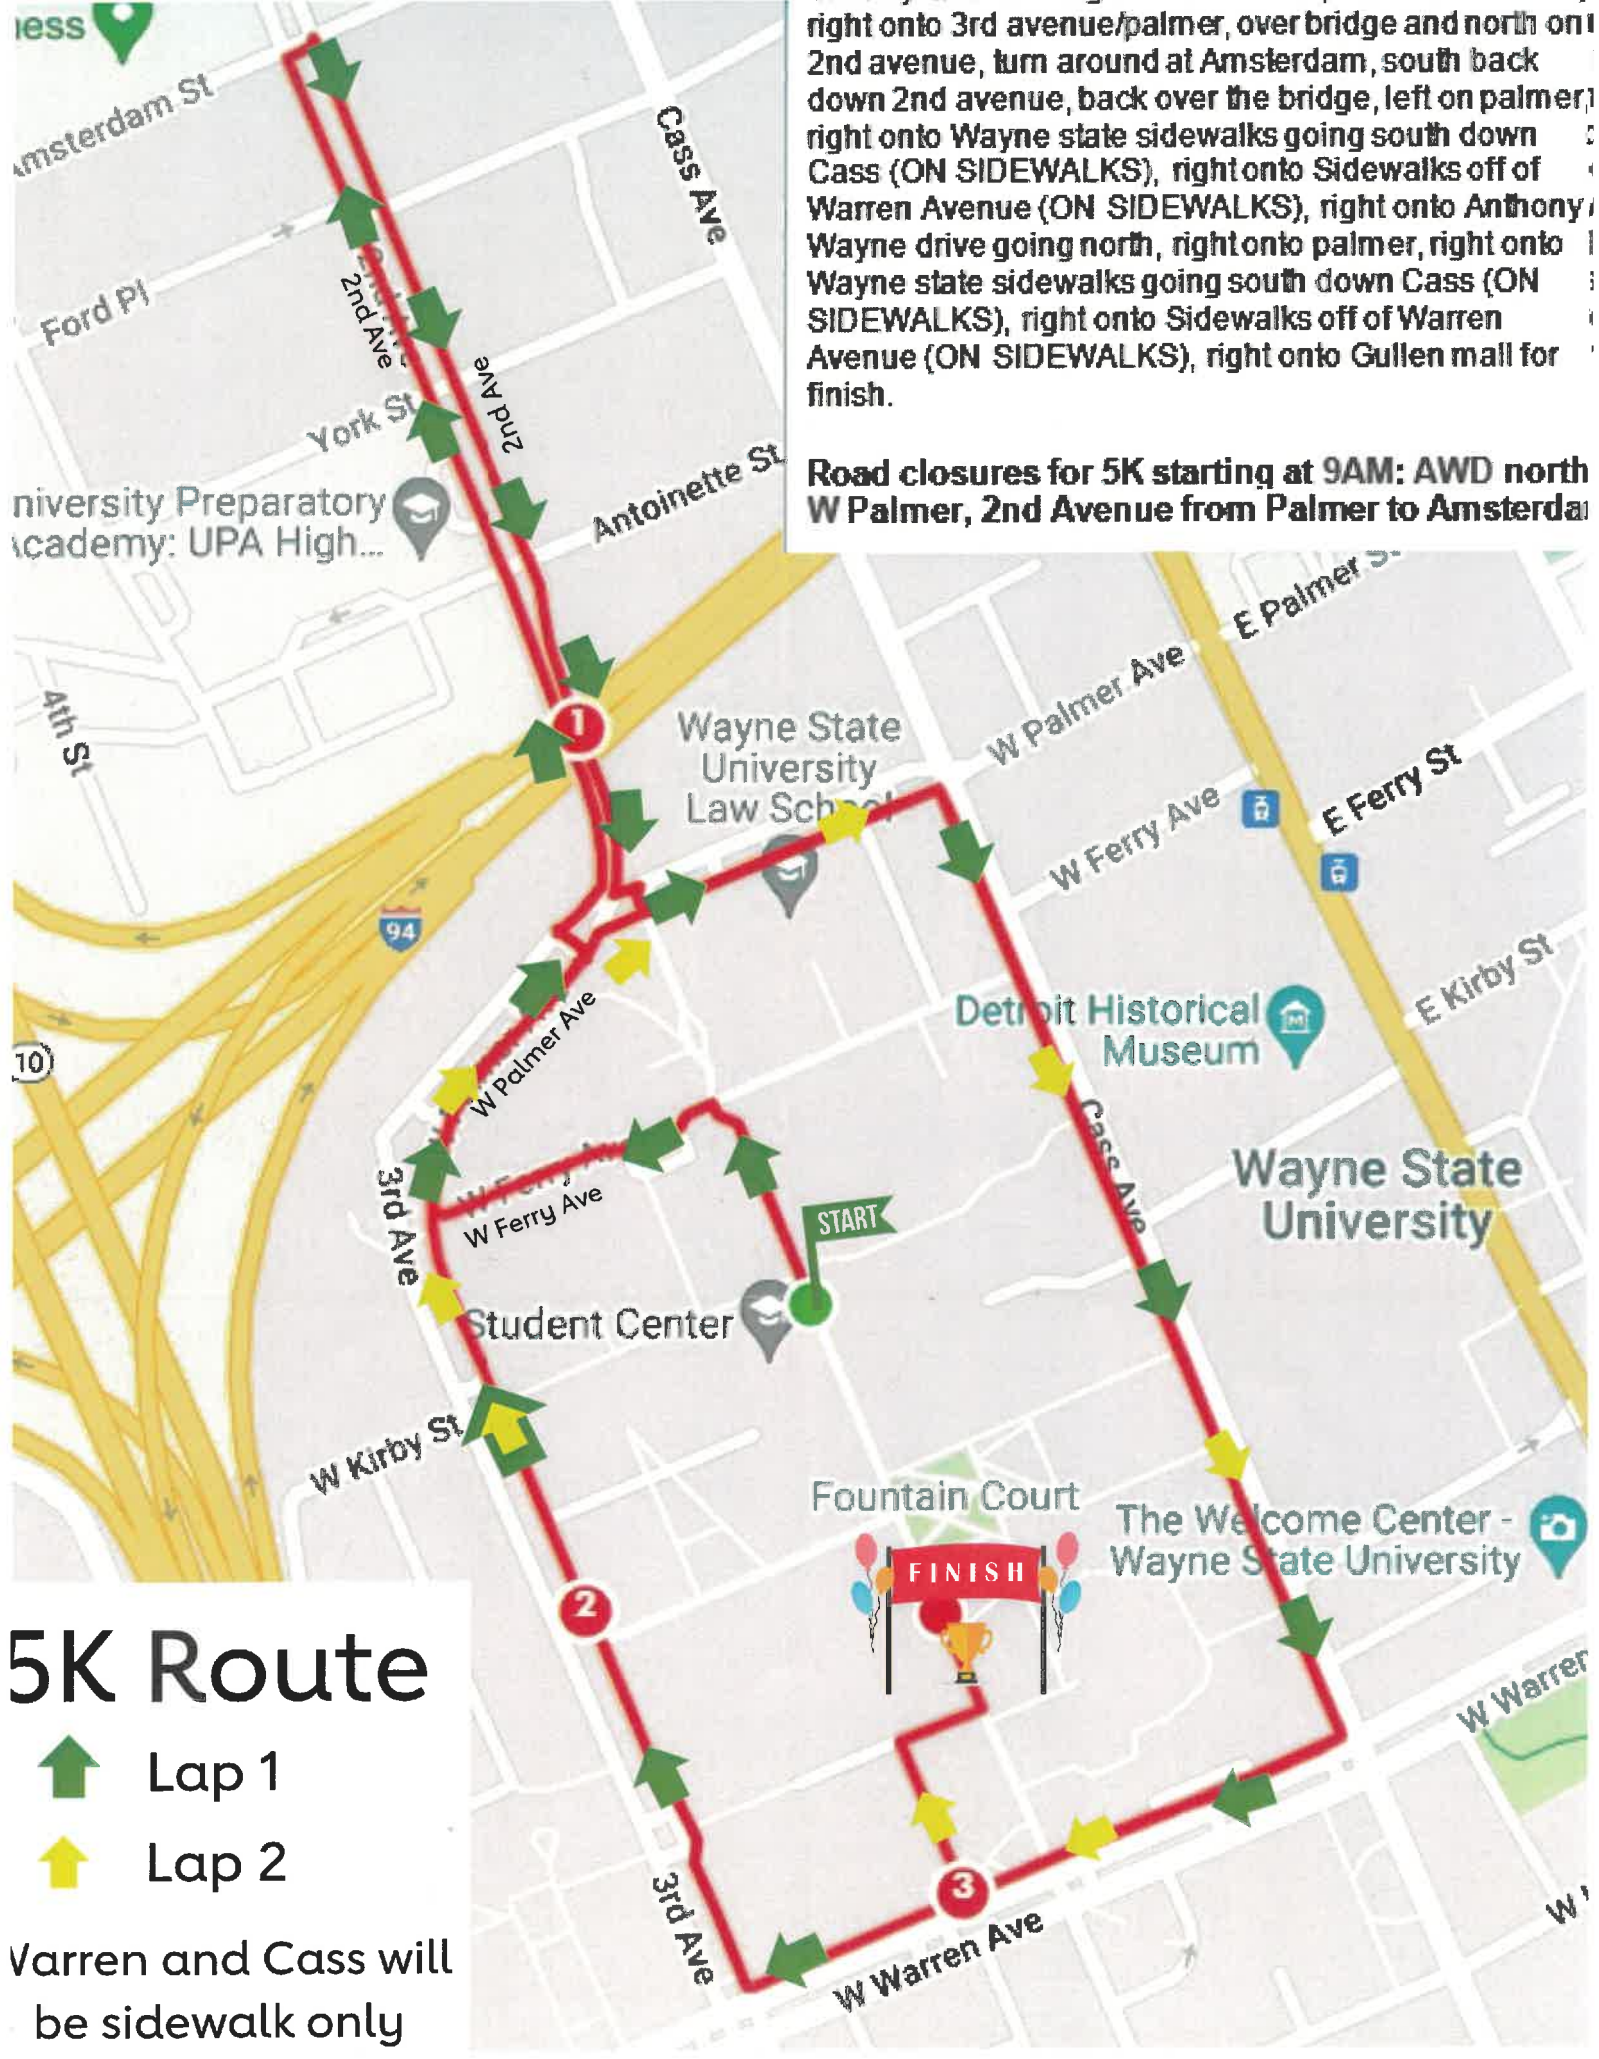 ness
right onto 3rd avenue/palmer, over bridge and north on
2nd avenue, turn around at Amsterdam, south back
down 2nd avenue, back over the bridge, left on palmer,
right onto Wayne state sidewalks going south down
Cass (ON SIDEWALKS), right onto Sidewalks off of
Warren Avenue (ON SIDEWALKS), right onto Anthony
Wayne drive going north, right onto palmer, right onto
Wayne state sidewalks going south down Cass (ON
SIDEWALKS), right onto Sidewalks off of Warren
Avenue (ON SIDEWALKS), right onto Gullen mall for
finish.
Road closures for 5K starting at 9AM: AWD north
W Palmer, 2nd Avenue from Palmer to Amsterda
msterdam St
Cass Ave
Ford Pl
2nd Ave
2nd Ave
2nd Ave
York St
Antoinette St
niversity Preparatory
cademy: UPA High...
E Palmer St
W Palmer Ave
4th St
1
Wayne State
University
Law School
E Ferry St
W Ferry Ave
94
E Kirby St
Detroit Historical
Museum
10
W Palmer Ave
Cass Ave
3rd Ave
W Ferry Ave
W Ferry Ave
Wayne State
University
START
Student Center
W Kirby St
Fountain Court
The Welcome Center -
Wayne State University
FINISH
2
5K Route
Lap 1
Lap 2
W Warren
3
3rd Ave
W Warren Ave
W
Warren and Cass will
be sidewalk only